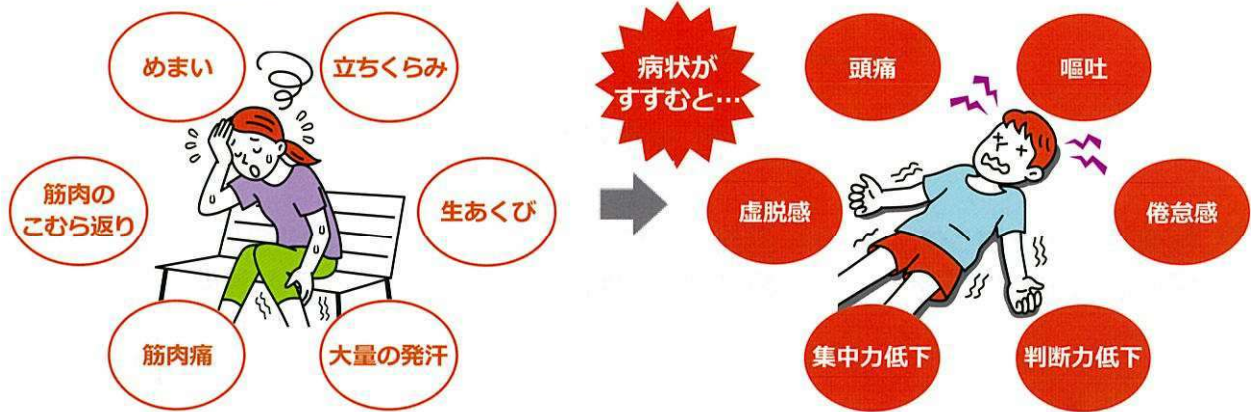 めまい
立ちくらみ
筋肉の
こむら返り
生あくび
筋肉痛
大量の発汗
病状が
すすむと…
頭痛
嘔吐
虚脱感
倦怠感
集中力低下
判断力低下